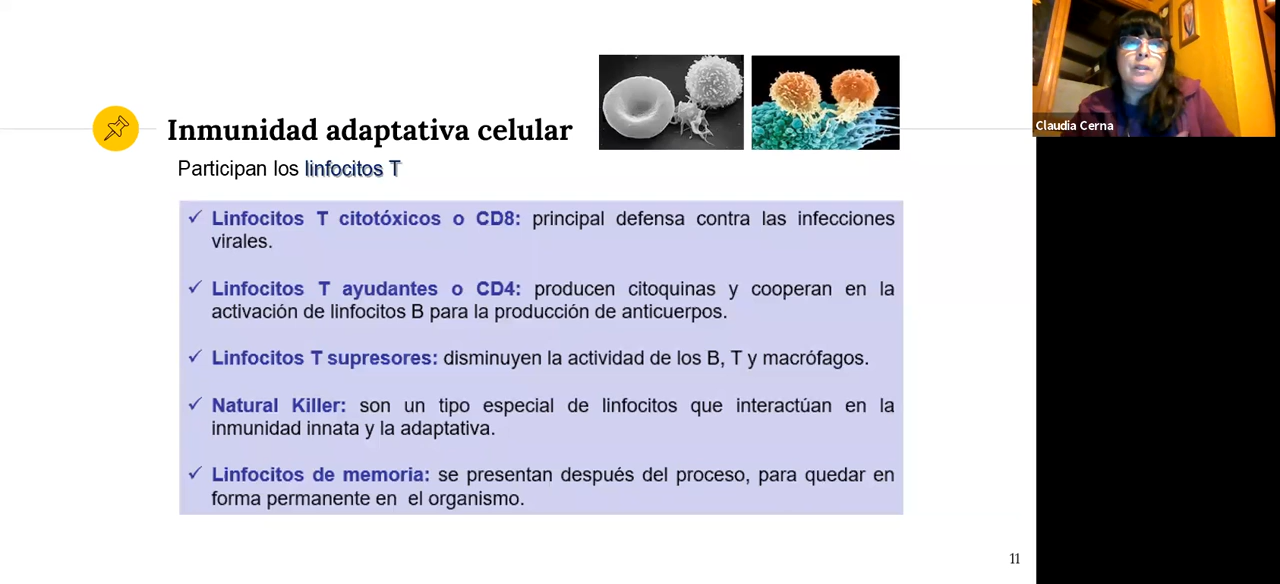 Inmunidad adaptativa celular
Participan los linfocitos T
✓ Linfocitos T citotóxicos o CD8: principal defensa contra las infecciones
virales.
✓ Linfocitos T ayudantes o CD4: producen citoquinas y cooperan en la
activación de linfocitos B para la producción de anticuerpos.
✓ Linfocitos T supresores: disminuyen la actividad de los B, T y macrófagos.
✓ Natural Killer: son un tipo especial de linfocitos que interactúan en la
inmunidad innata y la adaptativa.
✓ Linfocitos de memoria: se presentan después del proceso, para quedar en
forma permanente en el organismo.
11
Claudia Cerna